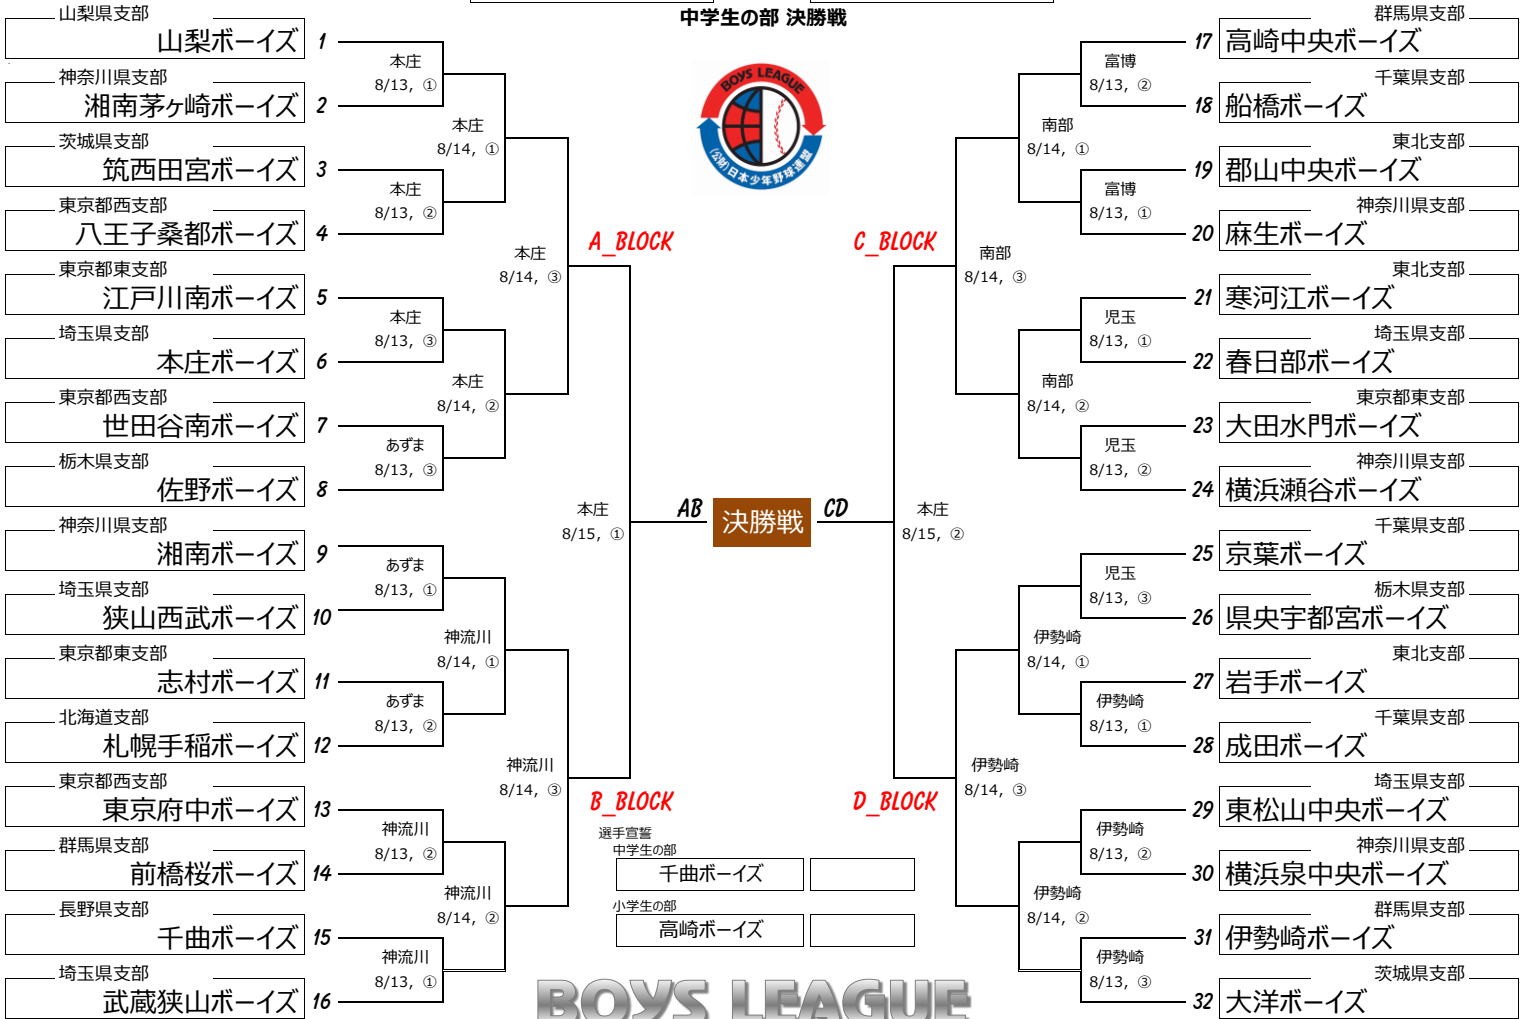 中学生の部 決勝戦
BOYS LEAGUE
(公財)日本少年野球連盟
山梨県支部
山梨ボーイズ 1
神奈川県支部
湘南茅ヶ崎ボーイズ 2
茨城県支部
筑西田宮ボーイズ 3
東京都西支部
八王子桑都ボーイズ 4
東京都東支部
江戸川南ボーイズ 5
埼玉県支部
本庄ボーイズ 6
東京都西支部
世田谷南ボーイズ 7
栃木県支部
佐野ボーイズ 8
神奈川県支部
湘南ボーイズ 9
埼玉県支部
狭山西武ボーイズ 10
東京都東支部
志村ボーイズ 11
北海道支部
札幌手稲ボーイズ 12
東京都西支部
東京府中ボーイズ 13
群馬県支部
前橋桜ボーイズ 14
長野県支部
千曲ボーイズ 15
埼玉県支部
武蔵狭山ボーイズ 16
本庄
8/13, ①
本庄
8/13, ②
本庄
8/13, ③
あずま
8/13, ③
あずま
8/13, ①
あずま
8/13, ②
神流川
8/13, ②
神流川
8/13, ①
本庄
8/14, ①
本庄
8/14, ②
神流川
8/14, ①
神流川
8/14, ②
本庄
8/14, ③
神流川
8/14, ③
A_BLOCK
B_BLOCK
本庄
8/15, ①
AB 決勝戦 CD
本庄
8/15, ②
C_BLOCK
D_BLOCK
南部
8/14, ③
伊勢崎
8/14, ③
南部
8/14, ①
南部
8/14, ②
伊勢崎
8/14, ①
伊勢崎
8/14, ②
富博
8/13, ②
富博
8/13, ①
児玉
8/13, ①
児玉
8/13, ②
児玉
8/13, ③
伊勢崎
8/13, ①
伊勢崎
8/13, ②
伊勢崎
8/13, ③
群馬県支部
17 高崎中央ボーイズ
千葉県支部
18 船橋ボーイズ
東北支部
19 郡山中央ボーイズ
神奈川県支部
20 麻生ボーイズ
東北支部
21 寒河江ボーイズ
埼玉県支部
22 春日部ボーイズ
東京都東支部
23 大田水門ボーイズ
神奈川県支部
24 横浜瀬谷ボーイズ
千葉県支部
25 京葉ボーイズ
栃木県支部
26 県央宇都宮ボーイズ
東北支部
27 岩手ボーイズ
千葉県支部
28 成田ボーイズ
埼玉県支部
29 東松山中央ボーイズ
神奈川県支部
30 横浜泉中央ボーイズ
群馬県支部
31 伊勢崎ボーイズ
茨城県支部
32 大洋ボーイズ
選手宣誓
中学生の部
千曲ボーイズ
小学生の部
高崎ボーイズ
BOYS LEAGUE